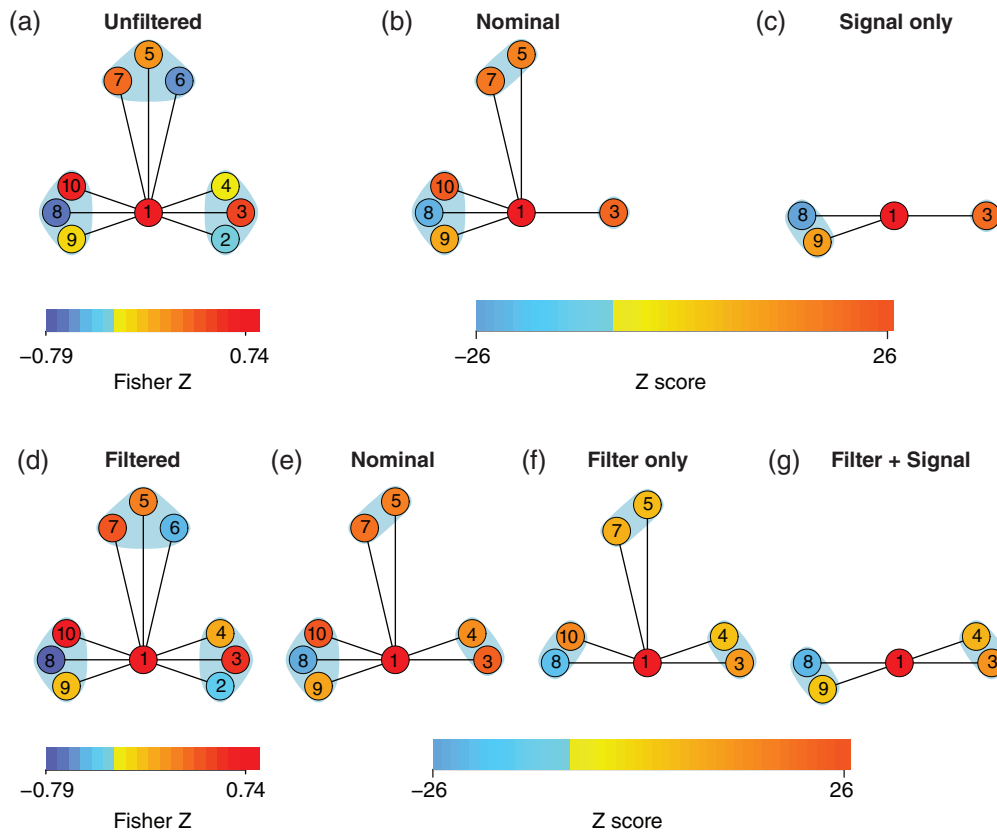 (a) Unfiltered
5
7 6
10 4
8 1 3
9 2
−0.79 0.74
Fisher Z
(b) Nominal
5
7
10
8 1 3
9
(c) Signal only
8 1 3
9
−26 26
Z score
(d) Filtered
5
7 6
10 4
8 1 3
9 2
−0.79 0.74
Fisher Z
(e) Nominal
5
7
10 4
8 1 3
9
(f) Filter only
5
7
10 4
8 1 3
(g) Filter + Signal
4
8 1 3
9
−26 26
Z score